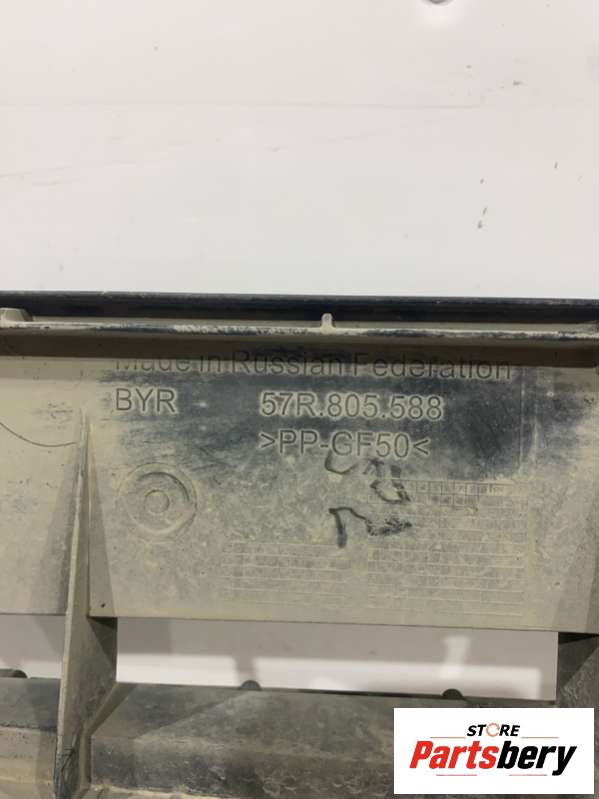 Made in Russian Federation
BYR 57R.805.588
>PP-GF50<
STORE
Partsbery